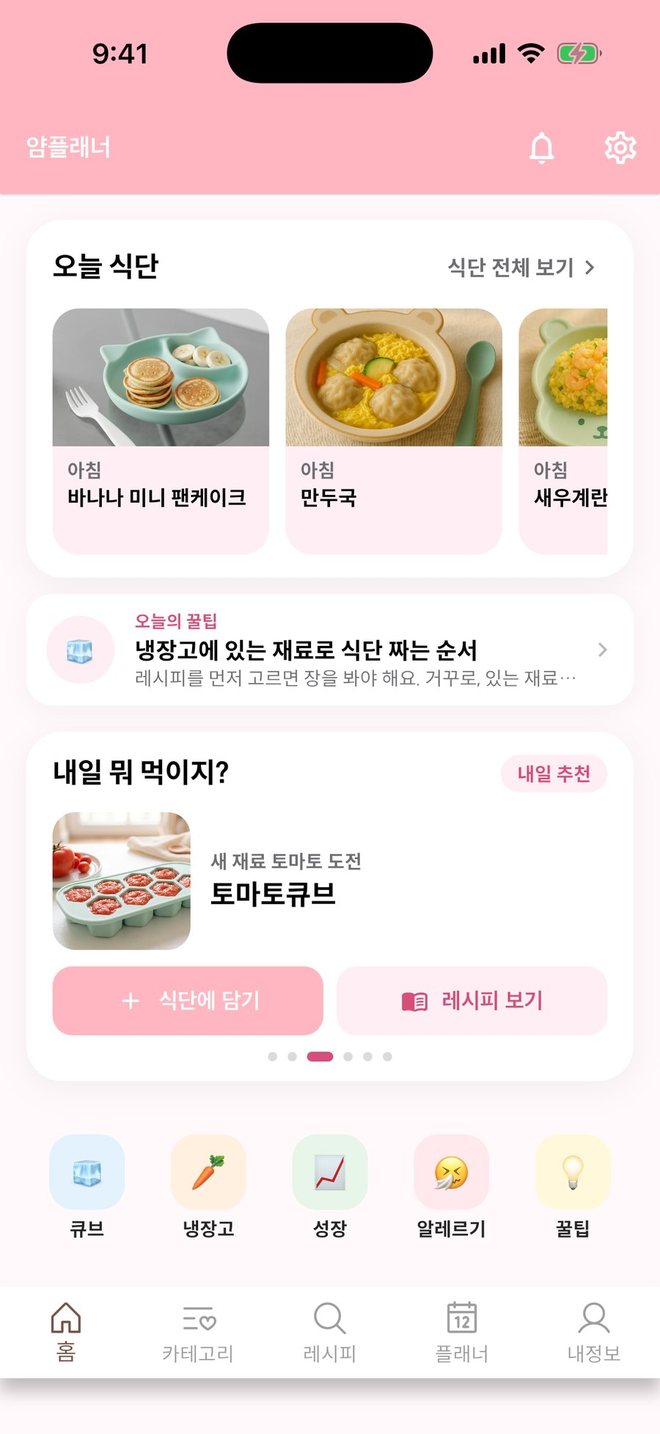 9:41
얌플래너
오늘 식단
식단 전체 보기
아침
바나나 미니 팬케이크
아침
만두국
아침
새우계란
오늘의 꿀팁
냉장고에 있는 재료로 식단 짜는 순서
레시피를 먼저 고르면 장을 봐야 해요. 거꾸로, 있는 재료…
내일 뭐 먹이지?
내일 추천
새 재료 토마토 도전
토마토큐브
식단에 담기
레시피 보기
큐브
냉장고
성장
알레르기
꿀팁
12
홈
카테고리
레시피
플래너
내정보